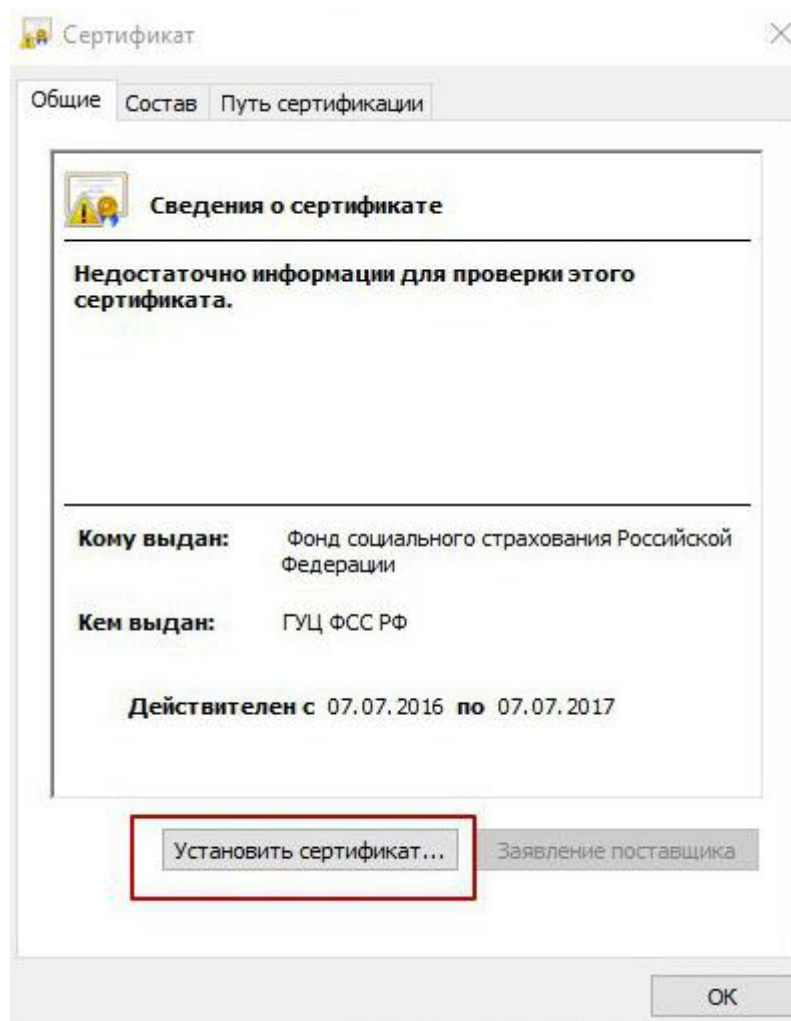 Сертификат
Общие Состав Путь сертификации
Сведения о сертификате
Недостаточно информации для проверки этого
сертификата.
Кому выдан: Фонд социального страхования Российской
Федерации
Кем выдан: ГУЦ ФСС РФ
Действителен с 07.07.2016 по 07.07.2017
Установить сертификат... Заявление поставщика
ОК